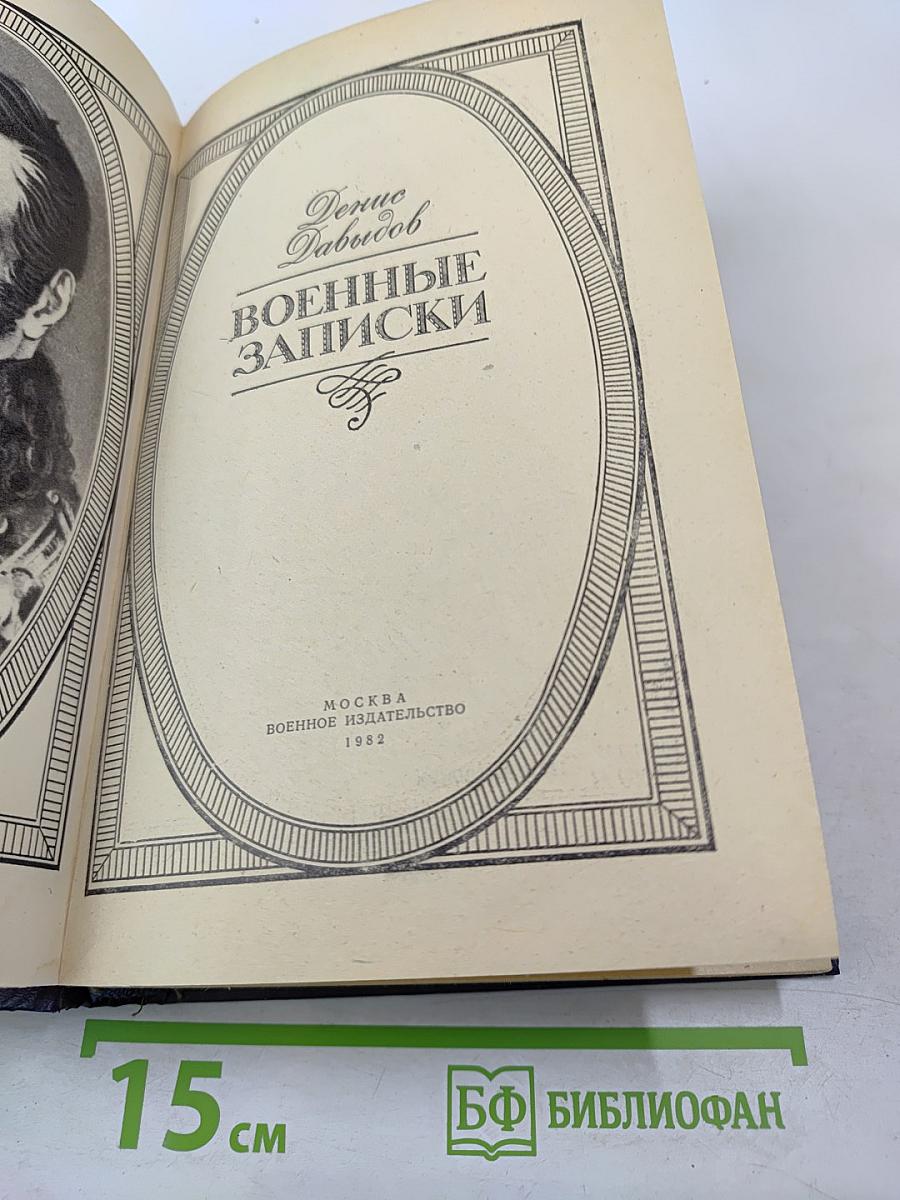 Денис
Давыдов
ВОЕННЫЕ
ЗАПИСКИ
МОСКВА
ВОЕННОЕ ИЗДАТЕЛЬСТВО
1982
15 см
БФ БИБЛИОФАН